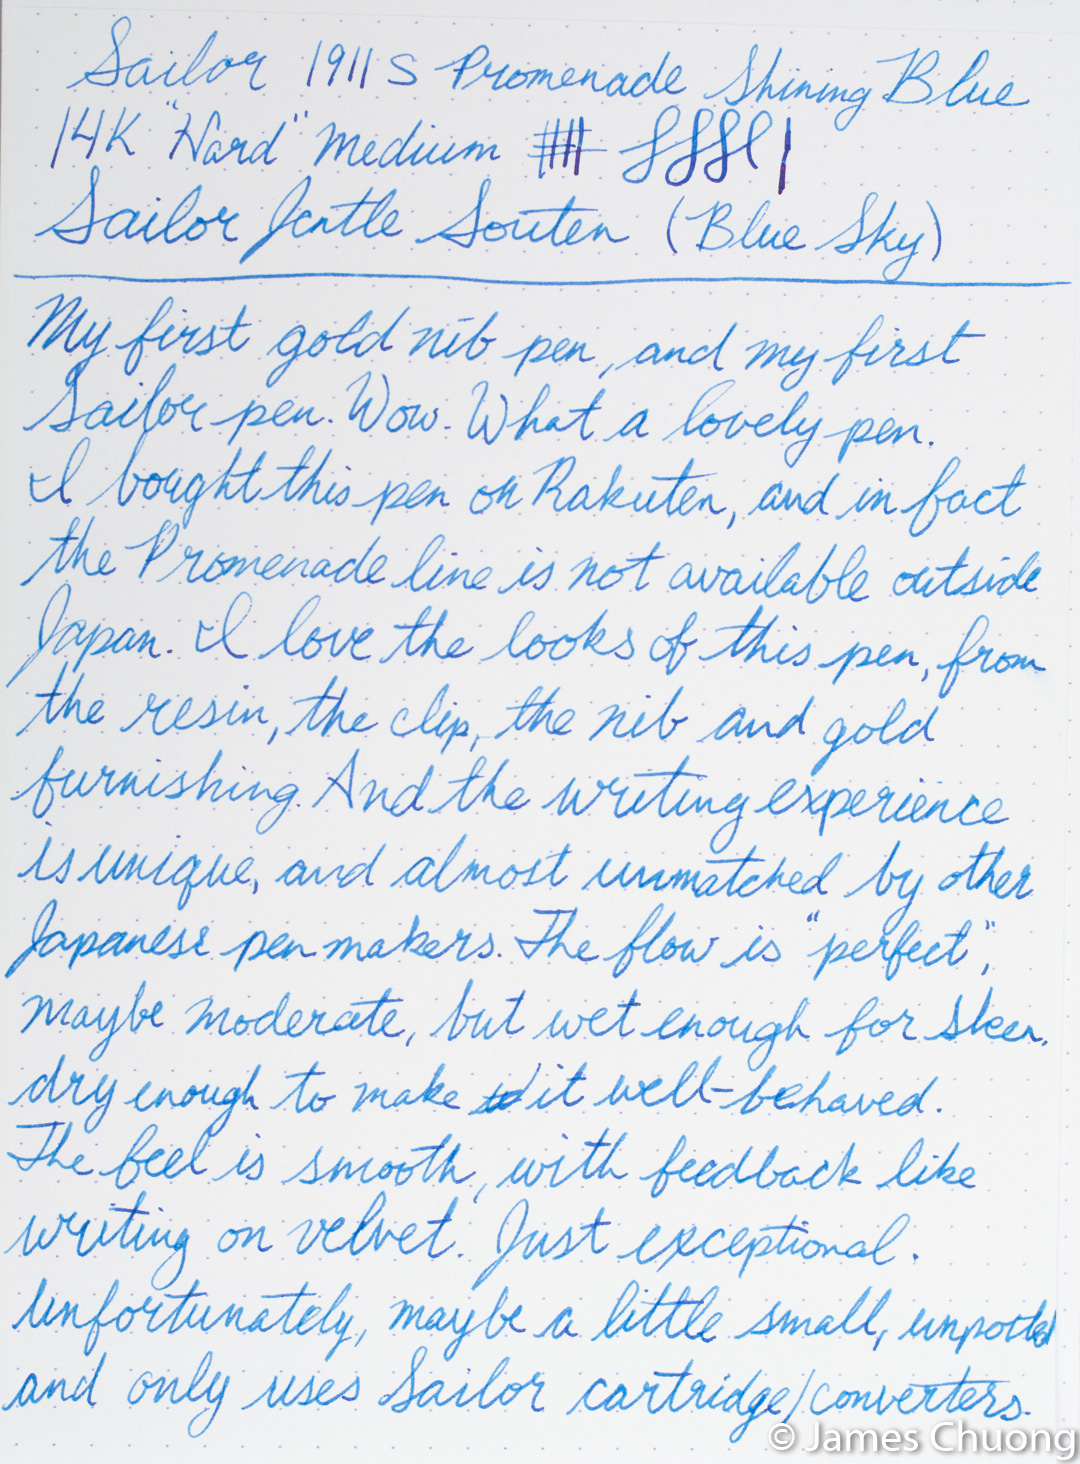 Sailor 1911 S Promenade Shining Blue
14K "Hard" Medium
Sailor Jentle Souten (Blue Sky)
My first gold nib pen, and my first
Sailor pen. Wow. What a lovely pen.
I bought this pen on Rakuten, and in fact
the Promenade line is not available outside
Japan. I love the looks of this pen, from
the resin, the clip, the nib and gold
furnishing. And the writing experience
is unique, and almost unmatched by other
Japanese pen makers. The flow is "perfect",
maybe moderate, but wet enough for sheen,
dry enough to make it well-behaved.
The feel is smooth, with feedback like
writing on velvet. Just exceptional.
Unfortunately, maybe a little small, unposted
and only uses Sailor cartridge/converters.
© James Chuong